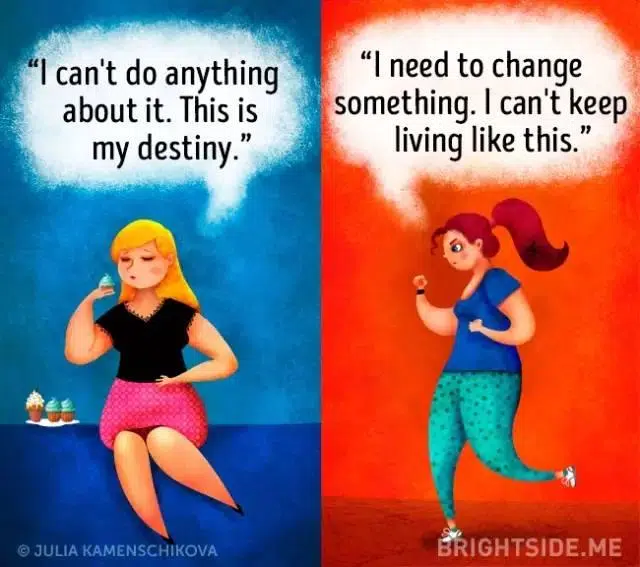 “I can't do anything
about it. This is
my destiny.”
“I need to change
something. I can't keep
living like this.”
© JULIA KAMENSCHIKOVA
BRIGHTSIDE.ME